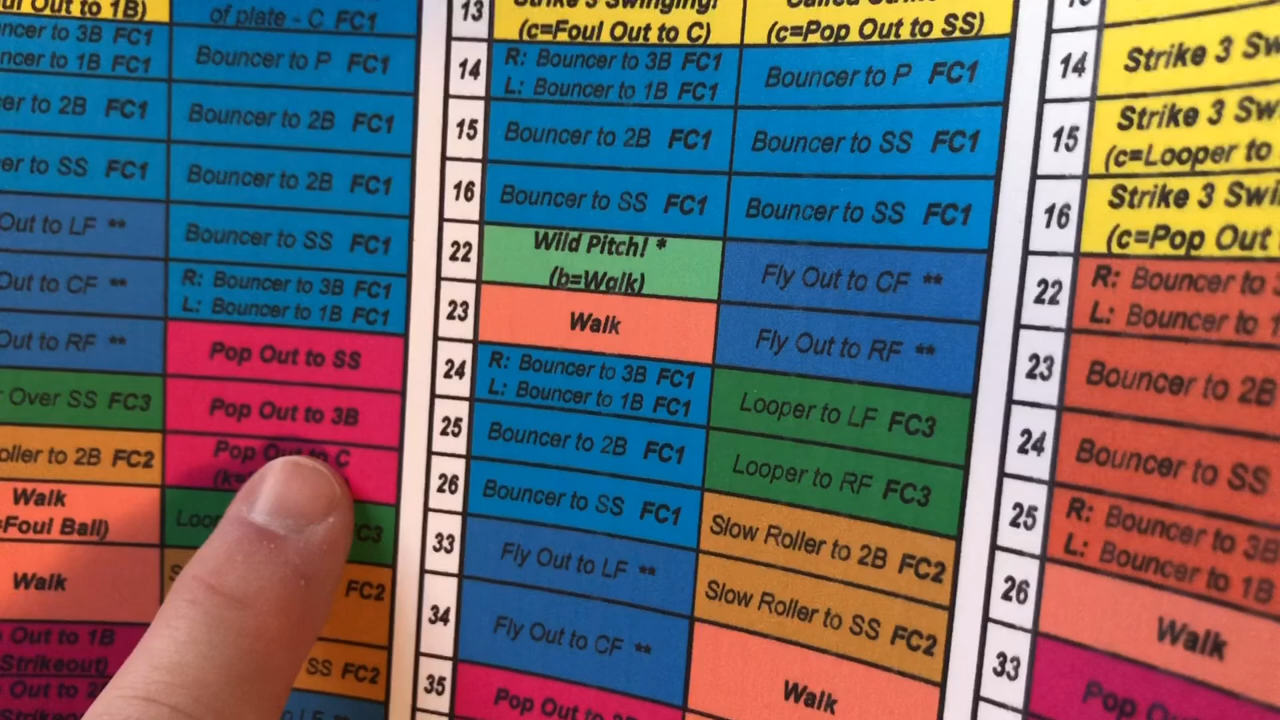 Out to 1B)
of plate - C FC1
to 3B FC1
to 1B FC1
Bouncer to P FC1
to 2B FC1
Bouncer to 2B FC1
to SS FC1
Bouncer to 2B FC1
Out to LF **
Bouncer to SS FC1
Out to CF **
R: Bouncer to 3B FC1
L: Bouncer to 1B FC1
Out to RF **
Pop Out to SS
Over SS FC3
Pop Out to 3B
to 2B FC2
Pop Out to C
Walk
Foul Ball)
FC3
Walk
FC2
Out to 1B
Strikeout)
SS FC2
Out to
13
(c=Foul Out to C)
(c=Pop Out to SS)
14
R: Bouncer to 3B FC1
L: Bouncer to 1B FC1
Bouncer to P FC1
15
Bouncer to 2B FC1
Bouncer to SS FC1
16
Bouncer to SS FC1
Bouncer to SS FC1
22
Wild Pitch! *
(b=Walk)
Fly Out to CF **
23
Walk
Fly Out to RF **
24
R: Bouncer to 3B FC1
L: Bouncer to 1B FC1
Looper to LF FC3
25
Bouncer to 2B FC1
Looper to RF FC3
26
Bouncer to SS FC1
Slow Roller to 2B FC2
33
Fly Out to LF **
Slow Roller to SS FC2
34
Fly Out to CF **
Walk
35
Pop Out to
14
Strike 3
15
Strike 3
(c=Looper to
16
Strike 3
(c=Pop Out
22
R: Bouncer to
L: Bouncer to
23
Bouncer to 2B
24
Bouncer to SS
25
R: Bouncer to 3B
L: Bouncer to 1B
26
Walk
33
Pop